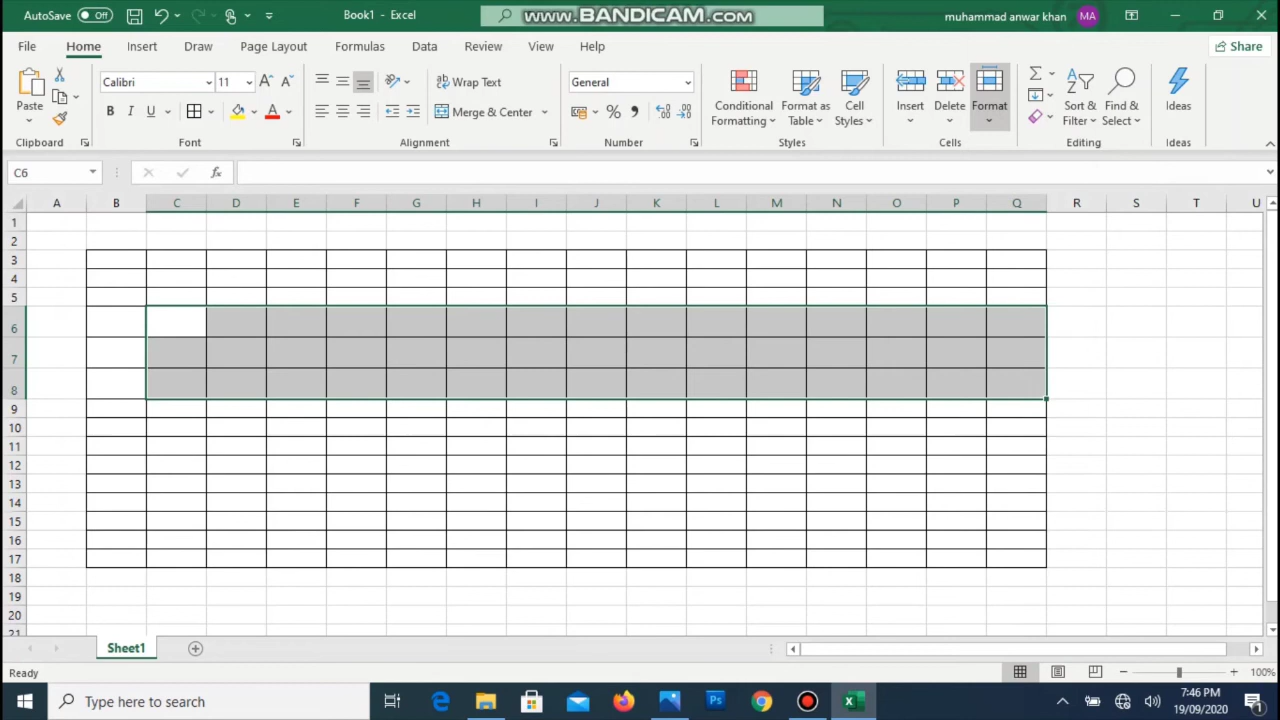 AutoSave Off Book1 - Excel www.BANDICAM.com muhammad anwar khan MA
File Home Insert Draw Page Layout Formulas Data Review View Help Share
Paste Calibri 11 Wrap Text General Conditional Formatting Format as Table Cell Styles Insert Delete Format Sort & Filter Find & Select Ideas
B I U Merge & Center % ,
Clipboard Font Alignment Number Styles Cells Editing Ideas
C6 fx
A B C D E F G H I J K L M N O P Q R S T U
1
2
3
4
5
6
7
8
9
10
11
12
13
14
15
16
17
18
19
20
21
Sheet1
Ready 100%
Type here to search 7:46 PM
19/09/2020 1